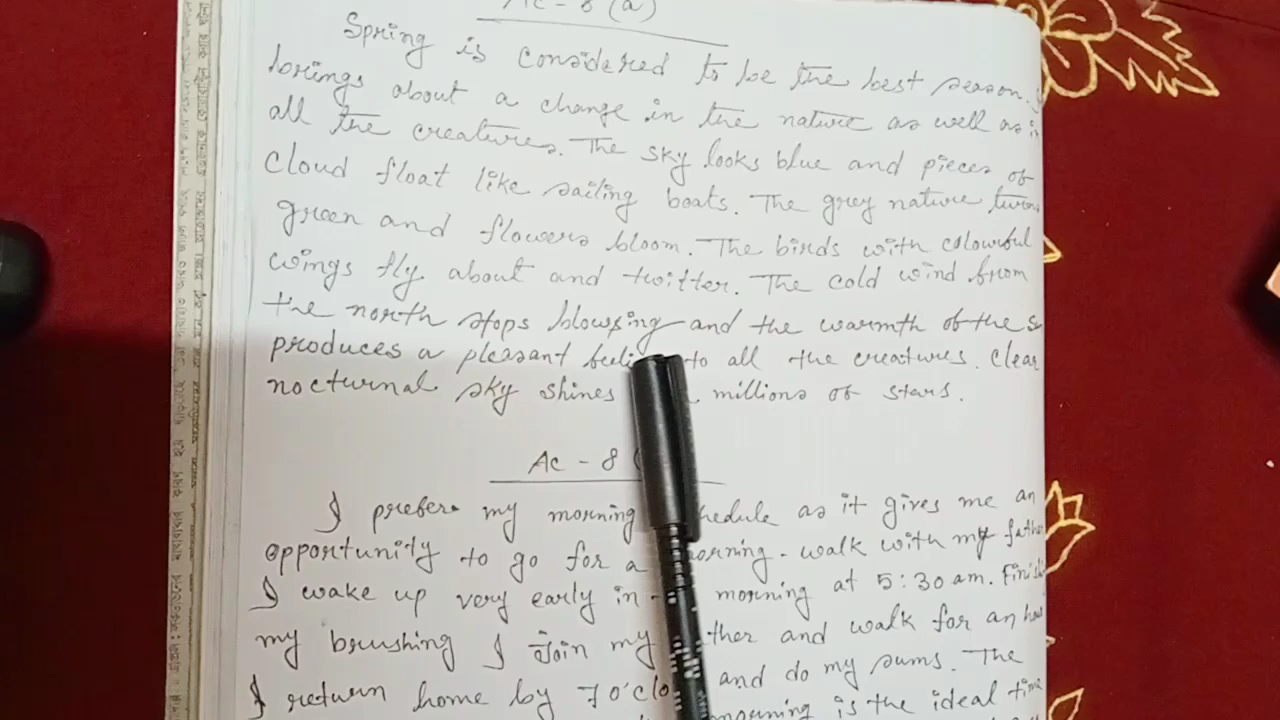 Ac - 8 (a)
Spring is considered to be the best season.
brings about a change in the nature as well as in
all the creatures. The sky looks blue and pieces of
cloud float like sailing boats. The grey nature turns
green and flowers bloom. The birds with colourful
wings fly about and twitter. The cold wind from
the north stops blowing and the warmth of the
produces a pleasant to all the creatures. Clear
nocturnal sky shines millions of stars.
Ac - 8
I prefer my morning as it gives me an
opportunity to go for a morning-walk with my father
I wake up very early in morning at 5:30 am.
my brushing I Join my and walk for an hour
I return home by 7 and do my sums. The
morning is the ideal time